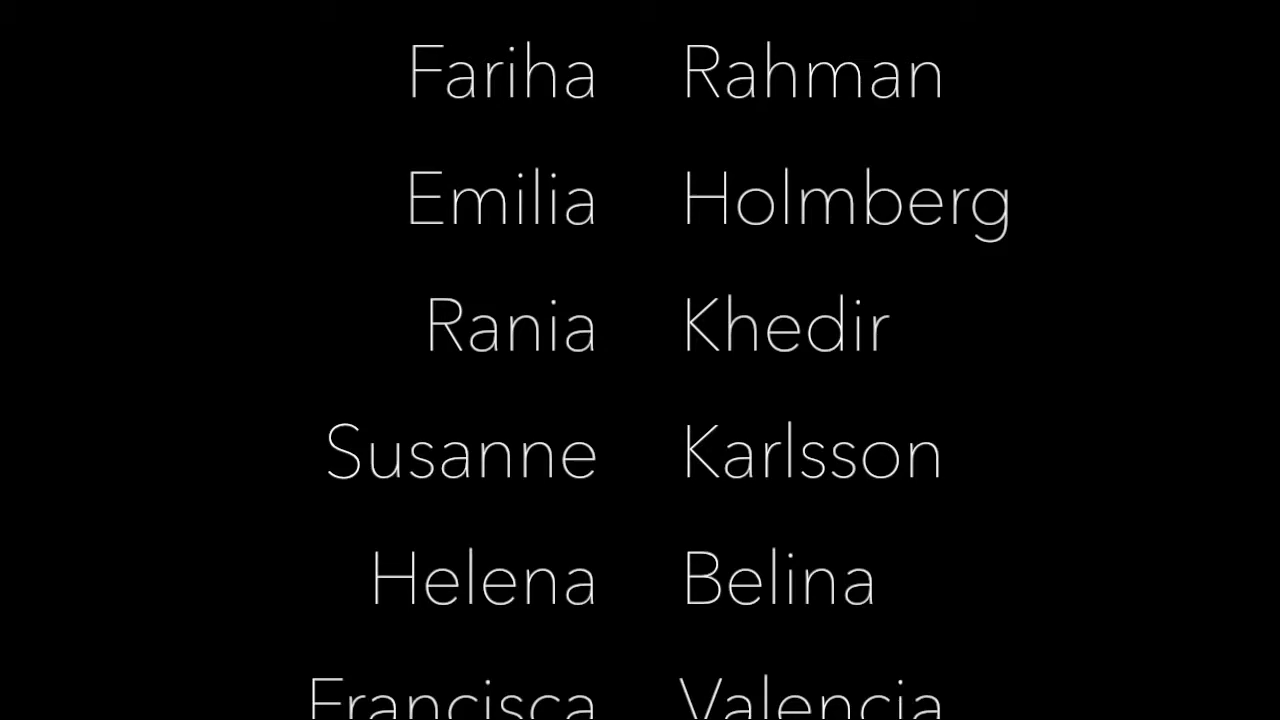 Fariha Rahman
Emilia Holmberg
Rania Khedir
Susanne Karlsson
Helena Belina
Francisca Valencia